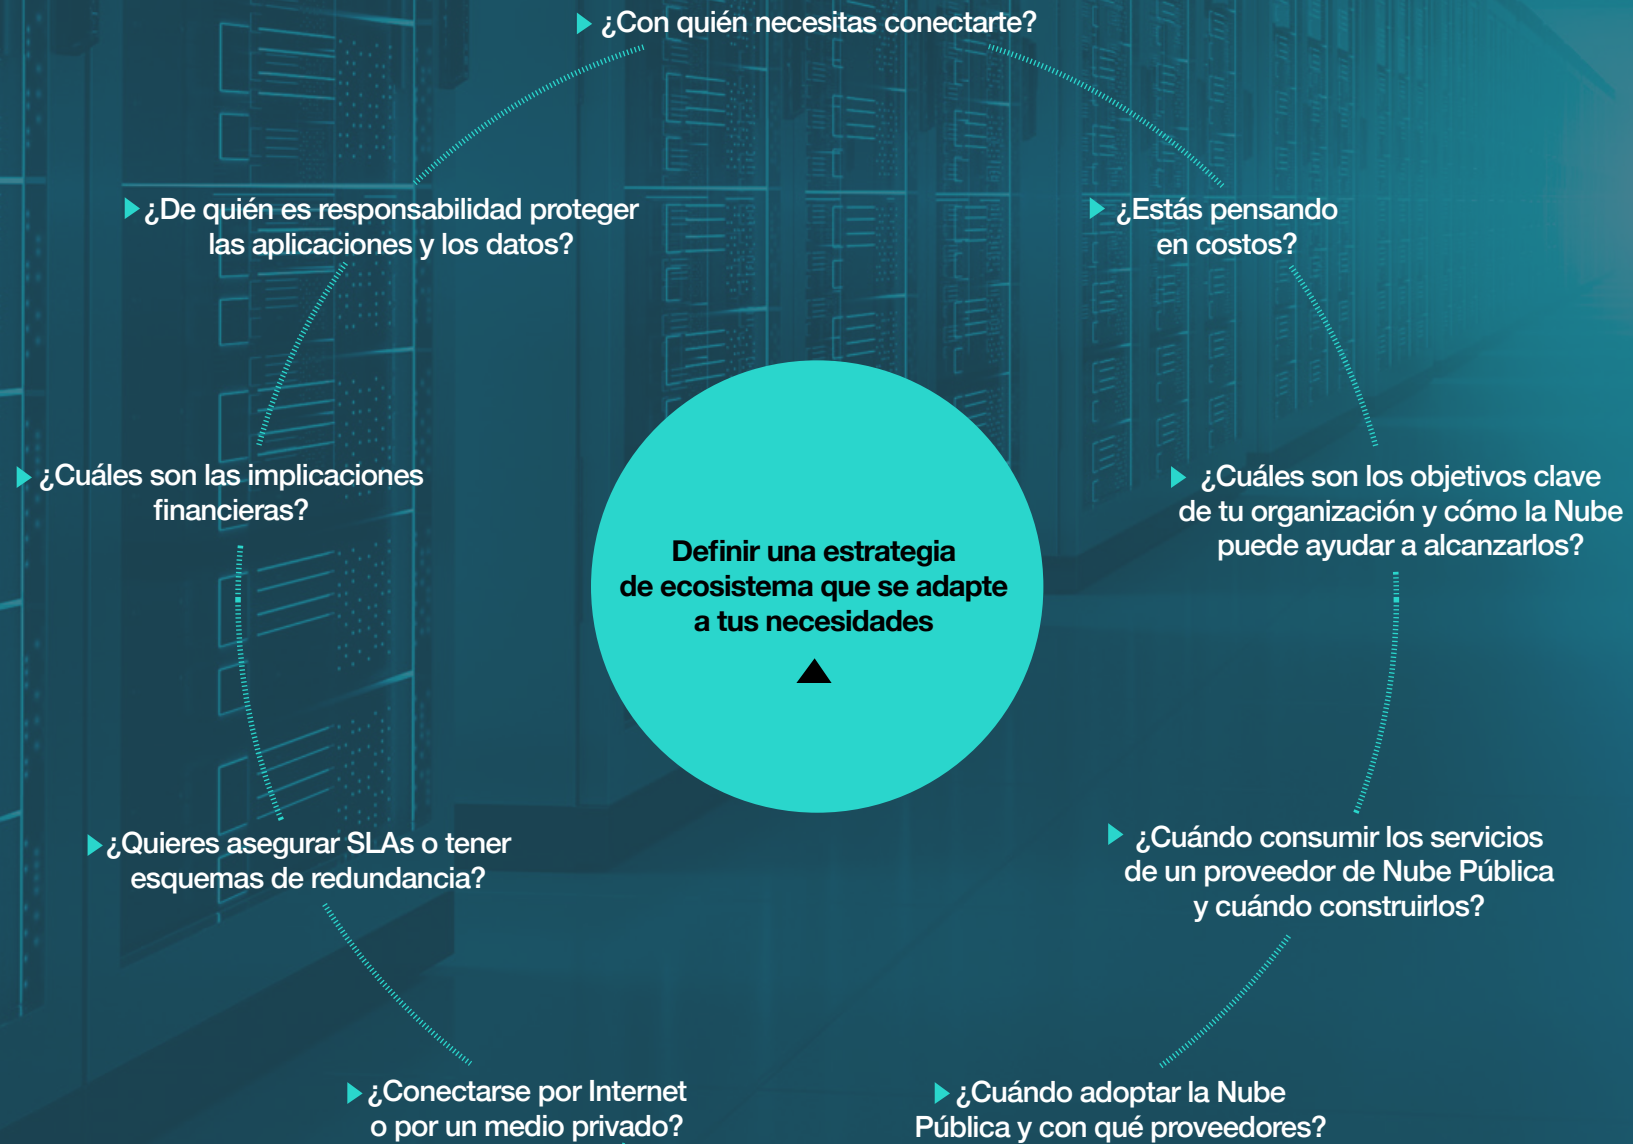 ¿Con quién necesitas conectarte?
¿Estás pensando
en costos?
¿Cuáles son los objetivos clave
de tu organización y cómo la Nube
puede ayudar a alcanzarlos?
¿Cuándo consumir los servicios
de un proveedor de Nube Pública
y cuándo construirlos?
¿Cuándo adoptar la Nube
Pública y con qué proveedores?
¿Conectarse por Internet
o por un medio privado?
¿Quieres asegurar SLAs o tener
esquemas de redundancia?
¿Cuáles son las implicaciones
financieras?
¿De quién es responsabilidad proteger
las aplicaciones y los datos?
Definir una estrategia
de ecosistema que se adapte
a tus necesidades